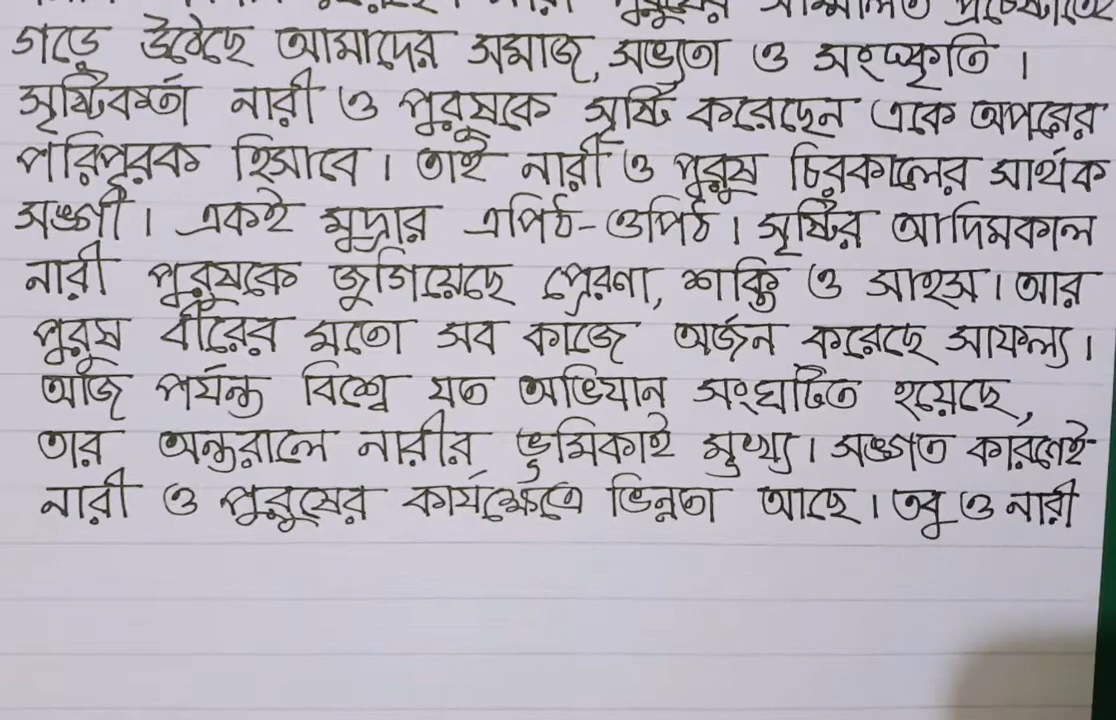 পুরুষের সম্মিলিত প্রচেষ্টাতেই
গড়ে উঠেছে আমাদের সমাজ, সভ্যতা ও সংস্কৃতি ।
সৃষ্টিকর্তা নারী ও পুরুষকে সৃষ্টি করেছেন একে অপরের
পরিপূরক হিসাবে । তাই নারী ও পুরুষ চিরকালের সার্থক
সঙ্গী । একই মুদ্রার এপিঠ-ওপিঠ । সৃষ্টির আদিমকাল
নারী পুরুষকে জুগিয়েছে প্রেরণা, শক্তি ও সাহস । আর
পুরুষ বীরের মতো সব কাজে অর্জন করেছে সাফল্য ।
আজ পর্যন্ত বিশ্বে যত অভিযান সংঘটিত হয়েছে,
তার অন্তরালে নারীর ভূমিকাই মুখ্য । সঙ্গত কারণেই
নারী ও পুরুষের কার্যক্ষেত্রে ভিন্নতা আছে । তবু ও নারী